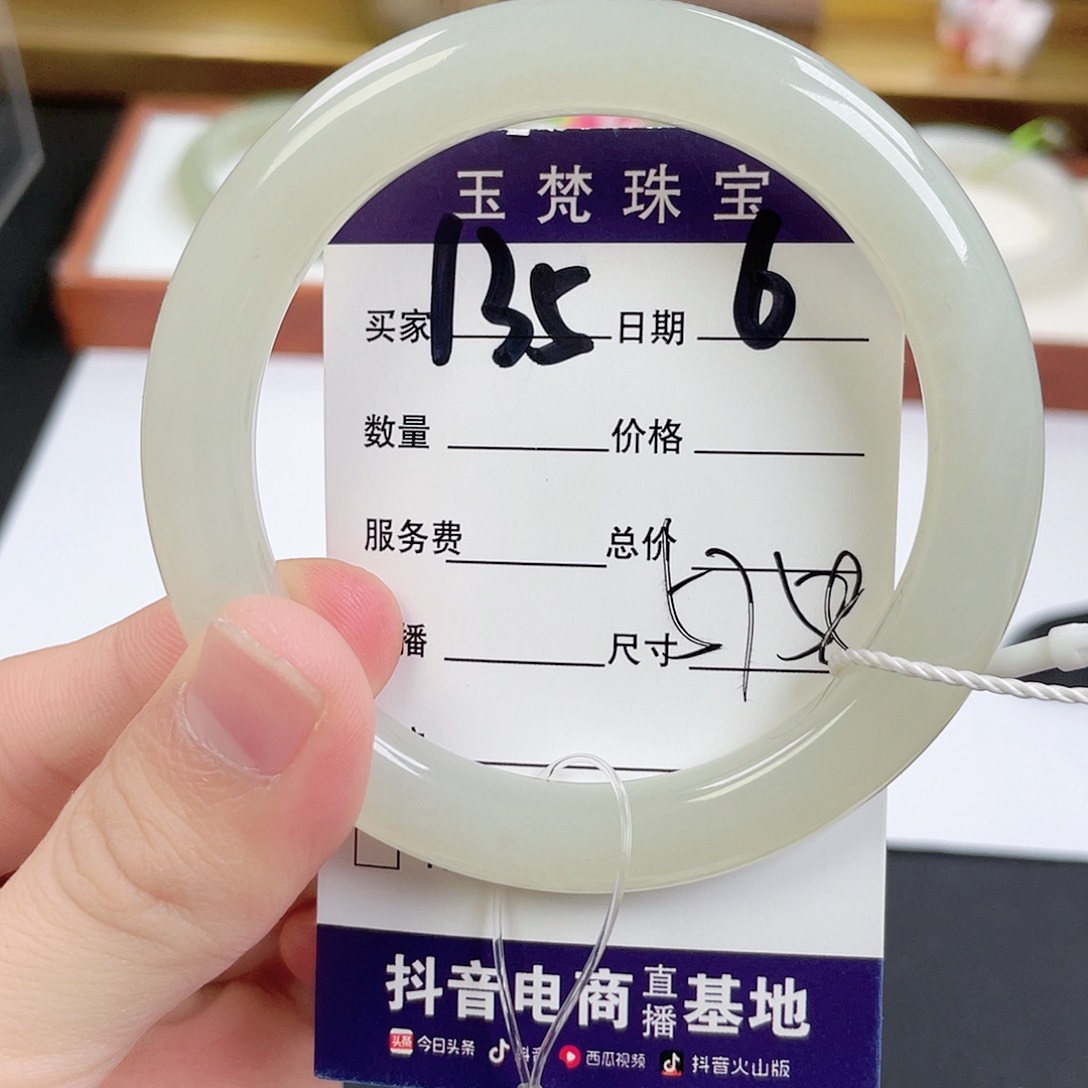 玉梵珠宝
买家 135 日期 6
数量 价格
服务费 总价
播 尺寸
抖音电商直播基地
今日头条 抖音 西瓜视频 抖音火山版